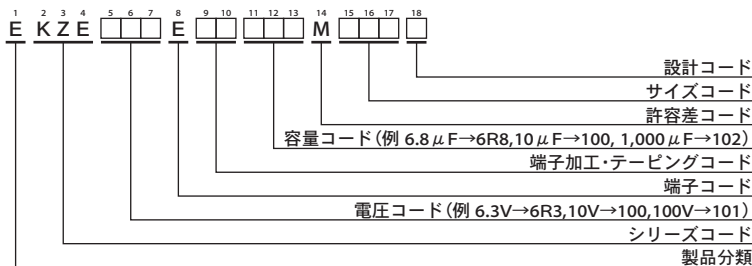 1 2 3 4 5 6 7 8 9 10 11 12 13 14 15 16 17 18
E K Z E □□□ E □□ □□□ M □□□ □
設計コード
サイズコード
許容差コード
容量コード（例 6.8μF→6R8,10μF→100, 1,000μF→102）
端子加工・テーピングコード
端子コード
電圧コード（例 6.3V→6R3,10V→100,100V→101）
シリーズコード
製品分類